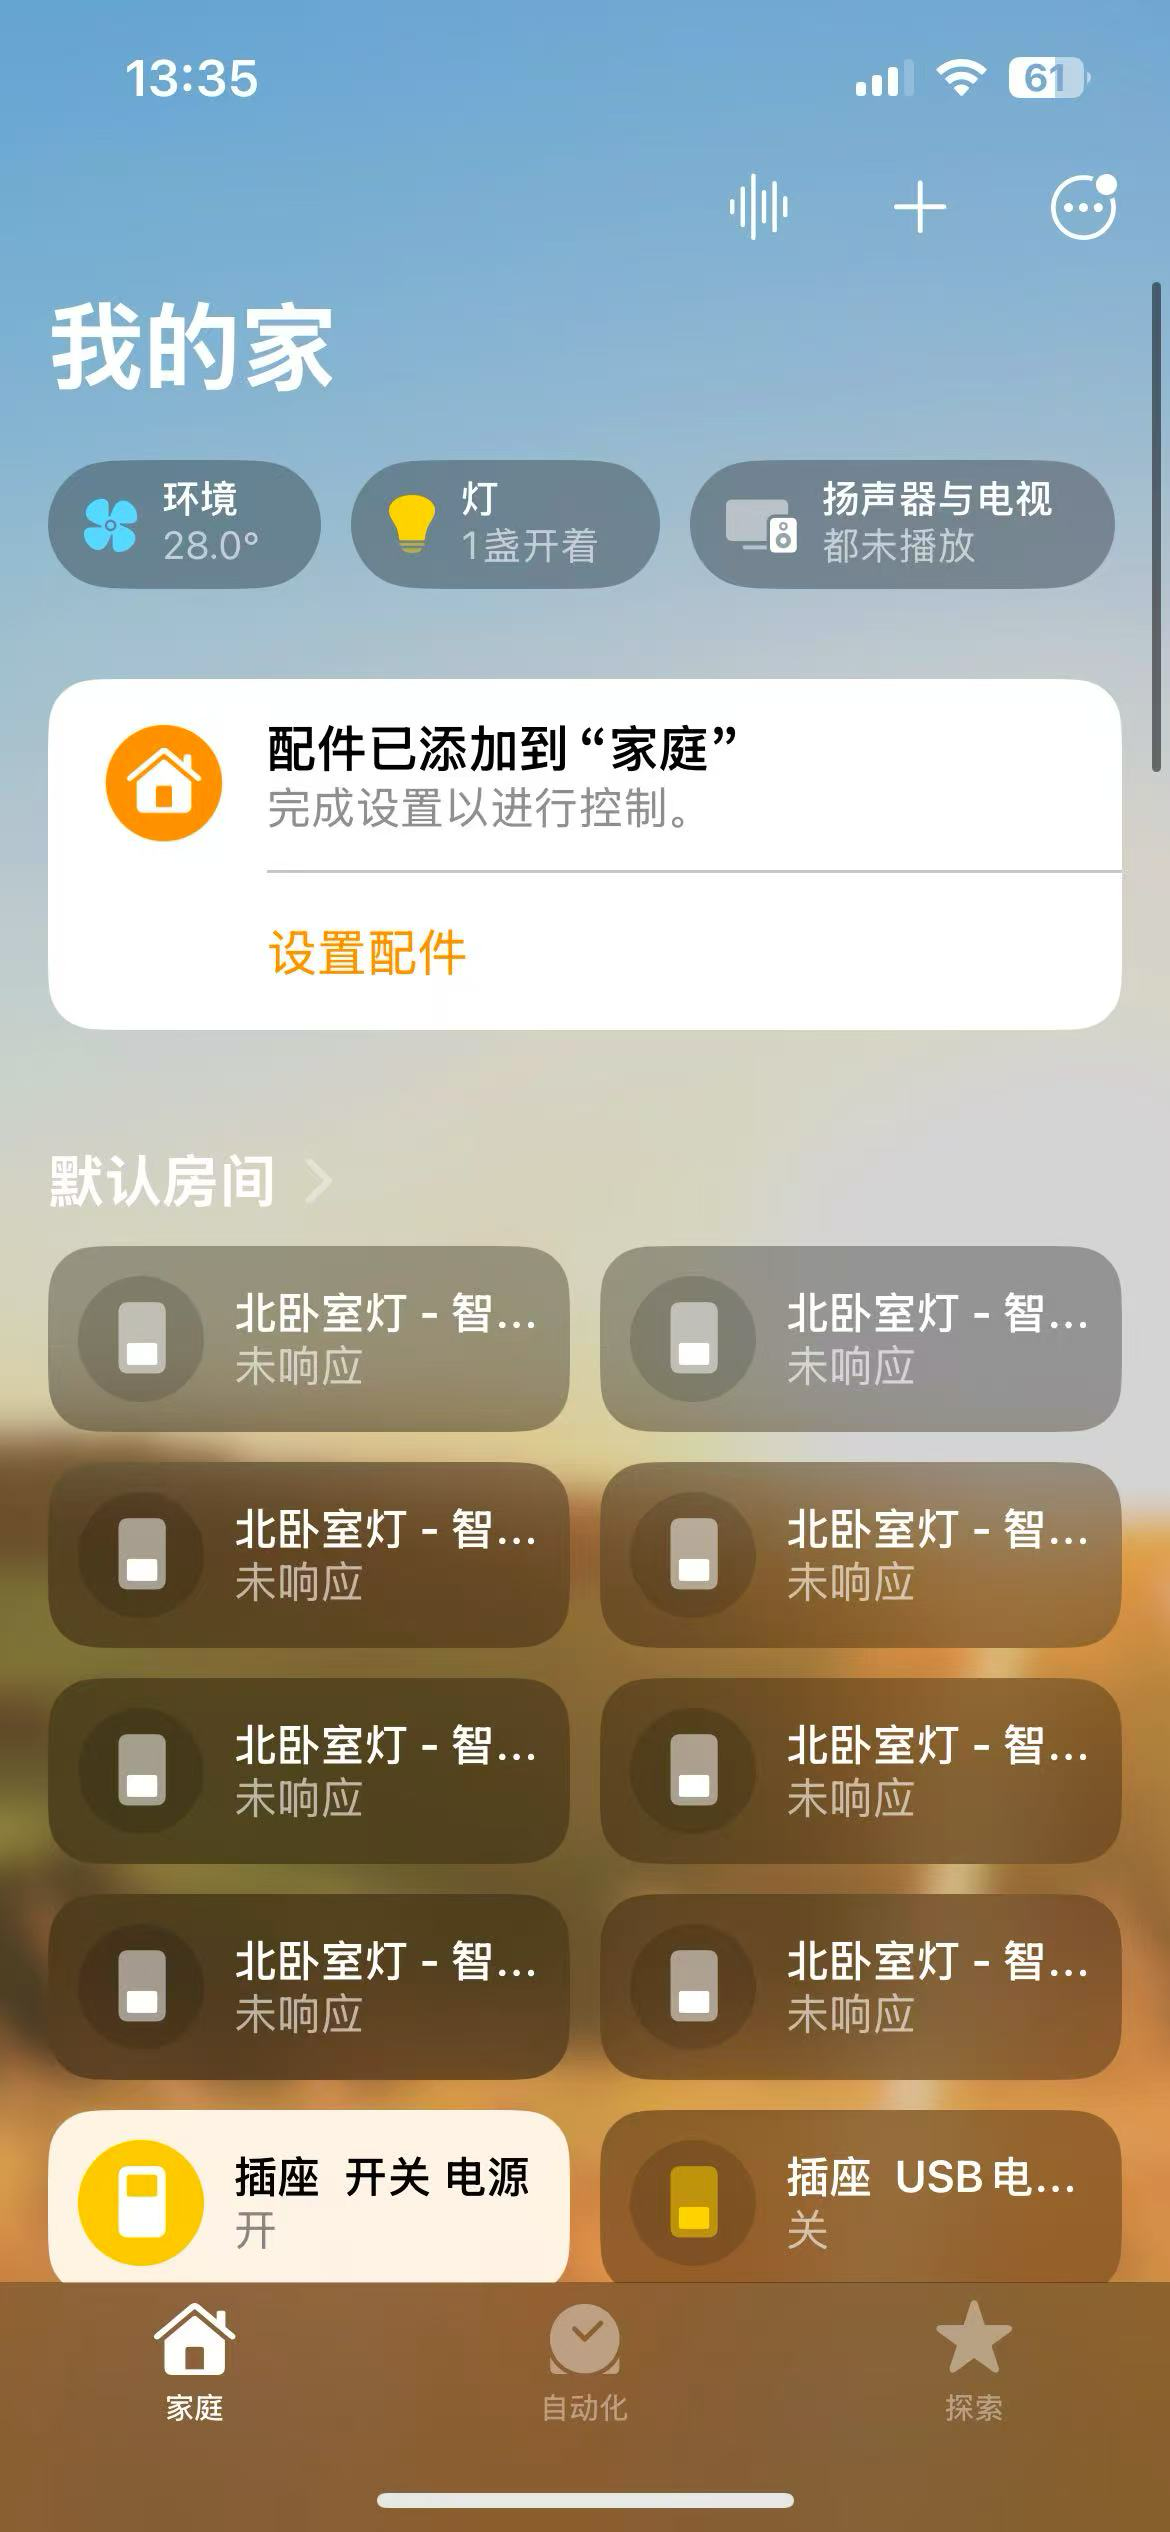 13:35
61
我的家
环境
28.0°
灯
1盏开着
扬声器与电视
都未播放
配件已添加到“家庭”
完成设置以进行控制。
设置配件
默认房间
北卧室灯 - 智...
未响应
北卧室灯 - 智...
未响应
北卧室灯 - 智...
未响应
北卧室灯 - 智...
未响应
北卧室灯 - 智...
未响应
北卧室灯 - 智...
未响应
北卧室灯 - 智...
未响应
北卧室灯 - 智...
未响应
插座 开关 电源
开
插座 USB电...
关
家庭
自动化
探索